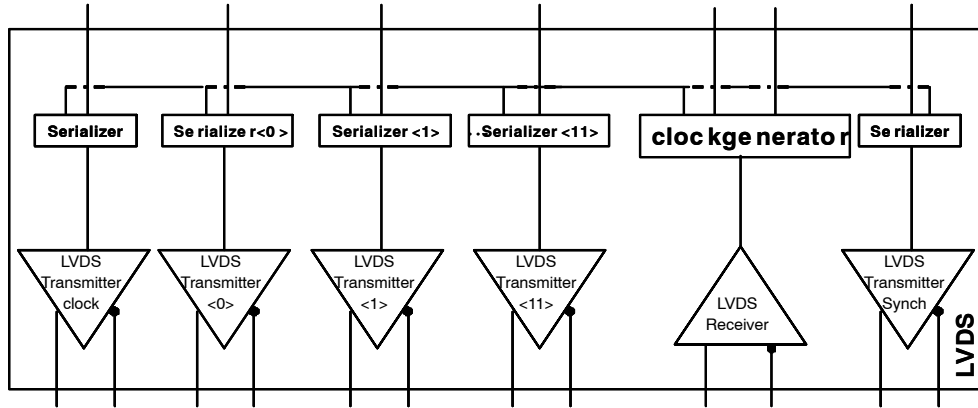 Serializer
Se rialize r<0 >
Serializer <1>
...Serializer <11>
cloc kge nerato r
Se rializer
LVDS
Transmitter
clock
LVDS
Transmitter
<0>
LVDS
Transmitter
<1>
LVDS
Transmitter
<11>
LVDS
Receiver
LVDS
Transmitter
Synch
LVDS